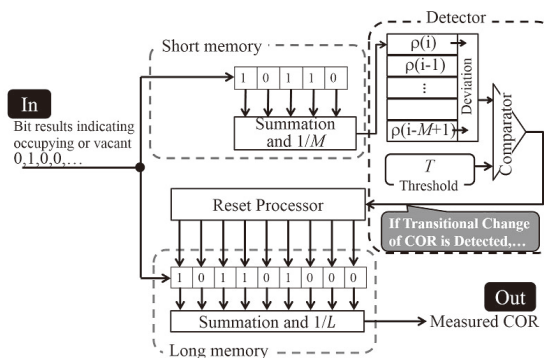 Detector
Short memory
ρ(i)
ρ(i-1)
⋮
ρ(i-M+1)
Deviation
Comparator
1 0 1 1 0
In
Bit results indicating
occupying or vacant
0,1,0,0,…
Summation
and 1/M
T
Threshold
Reset Processor
If Transitional Change
of COR is Detected,…
1 0 1 1 0 1 0 0 0
Out
Summation and 1/L
Measured COR
Long memory